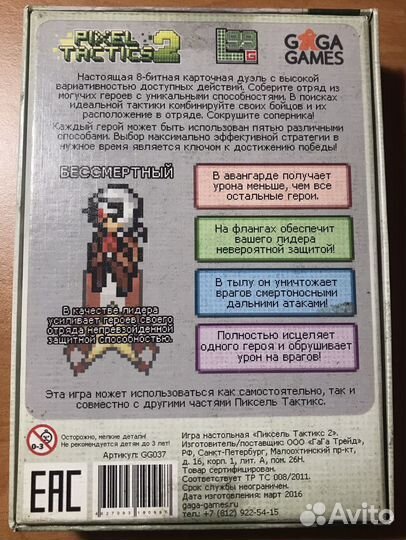 PIXEL TACTICS 2
L99 G
GAGA GAMES
Настоящая 8-битная карточная дуэль с высокой
вариативностью доступных действий. Соберите отряд из
могучих героев с уникальными способностями. В поисках
идеальной тактики комбинируйте своих бойцов и их
расположение в отряде. Сокрушите соперника!
Каждый герой может быть использован пятью различными
способами. Выбор максимально эффективной стратегии в
нужное время является ключом к достижению победы!
БЕССМЕРТНЫЙ
В авангарде получает
урона меньше, чем все
остальные герои.
На флангах обеспечит
вашего лидера
невероятной защитой!
В тылу он уничтожает
врагов смертоносными
дальними атаками!
Полностью исцеляет
одного героя и обрушивает
урон на врагов!
В качестве лидера
усиливает героев своего
отряда непревзойденной
защитной способностью.
Эта игра может использоваться как самостоятельно, так и
совместно с другими частями Пиксель Тактикс.
0-3
Осторожно, мелкие детали!
Не рекомендуется детям до 3 лет!
Артикул: GG037
EAC
Игра настольная «Пиксель Тактикс 2».
Изготовитель/поставщик: ООО «ГаГа Трейд»,
РФ, Санкт-Петербург, Малоохтинский пр-кт,
д. 16, корп. 1, лит. А, пом. 26Н.
Товар сертифицирован.
Соответствует ТР ТС 008/2011.
Срок службы неограничен.
Дата изготовления: март 2016
gaga-games.ru
тел.: +7 (812) 922-54-15
Avito